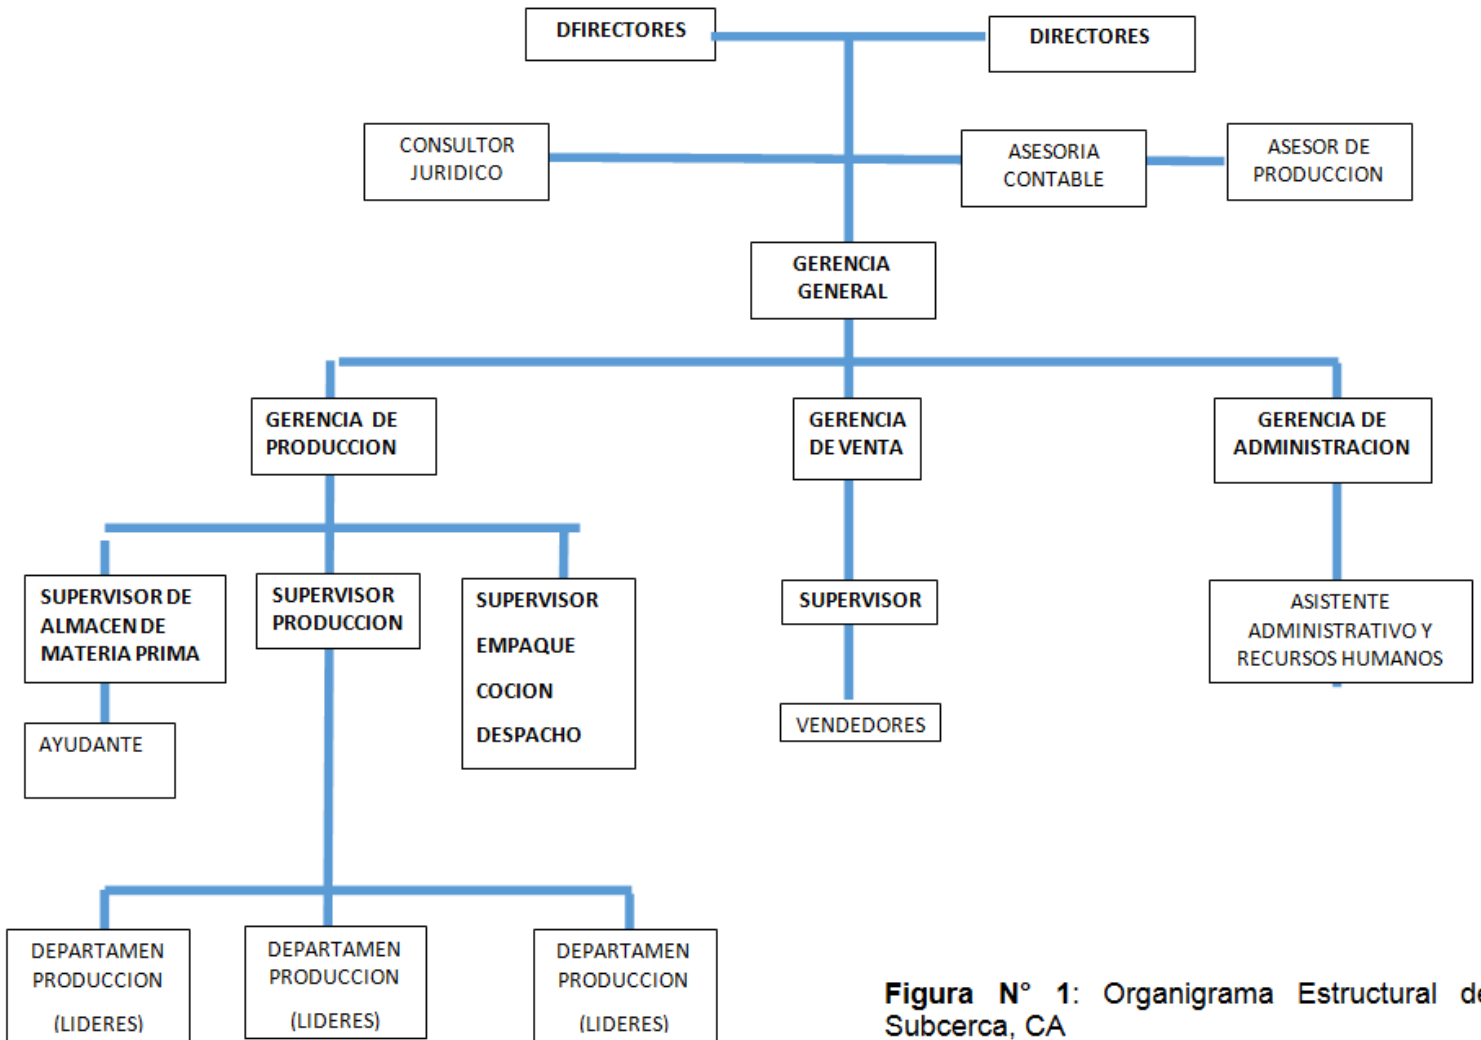 DFIRECTORES
DIRECTORES
CONSULTOR
JURIDICO
ASESORIA
CONTABLE
ASESOR DE
PRODUCCION
GERENCIA
GENERAL
GERENCIA DE
PRODUCCION
GERENCIA
DE VENTA
GERENCIA DE
ADMINISTRACION
SUPERVISOR DE
ALMACEN DE
MATERIA PRIMA
SUPERVISOR
PRODUCCION
SUPERVISOR
EMPAQUE
COCION
DESPACHO
SUPERVISOR
ASISTENTE
ADMINISTRATIVO Y
RECURSOS HUMANOS
AYUDANTE
VENDEDORES
DEPARTAMEN
PRODUCCION
(LIDERES)
DEPARTAMEN
PRODUCCION
(LIDERES)
DEPARTAMEN
PRODUCCION
(LIDERES)
Figura N° 1: Organigrama Estructural de
Subcerca, CA